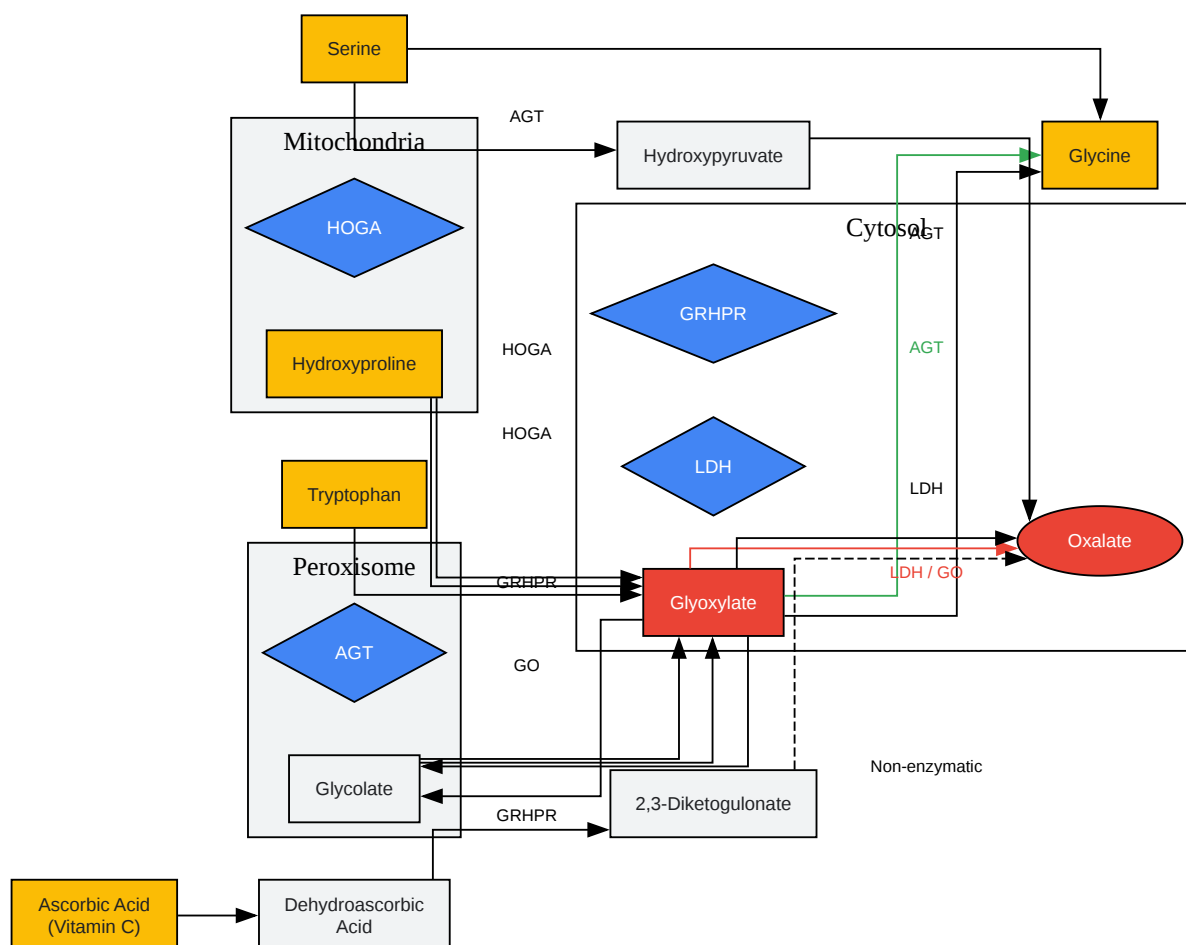 Serine
AGT
Mitochondria
Hydroxypyruvate
Glycine
HOGA
Cytosol
AGT
GRHPR
HOGA
AGT
Hydroxyproline
HOGA
LDH
LDH
Tryptophan
Oxalate
Peroxisome
LDH / GO
GRHPR
Glyoxylate
AGT
GO
Non-enzymatic
Glycolate
2,3-Diketogulonate
GRHPR
Ascorbic Acid
(Vitamin C)
Dehydroascorbic
Acid